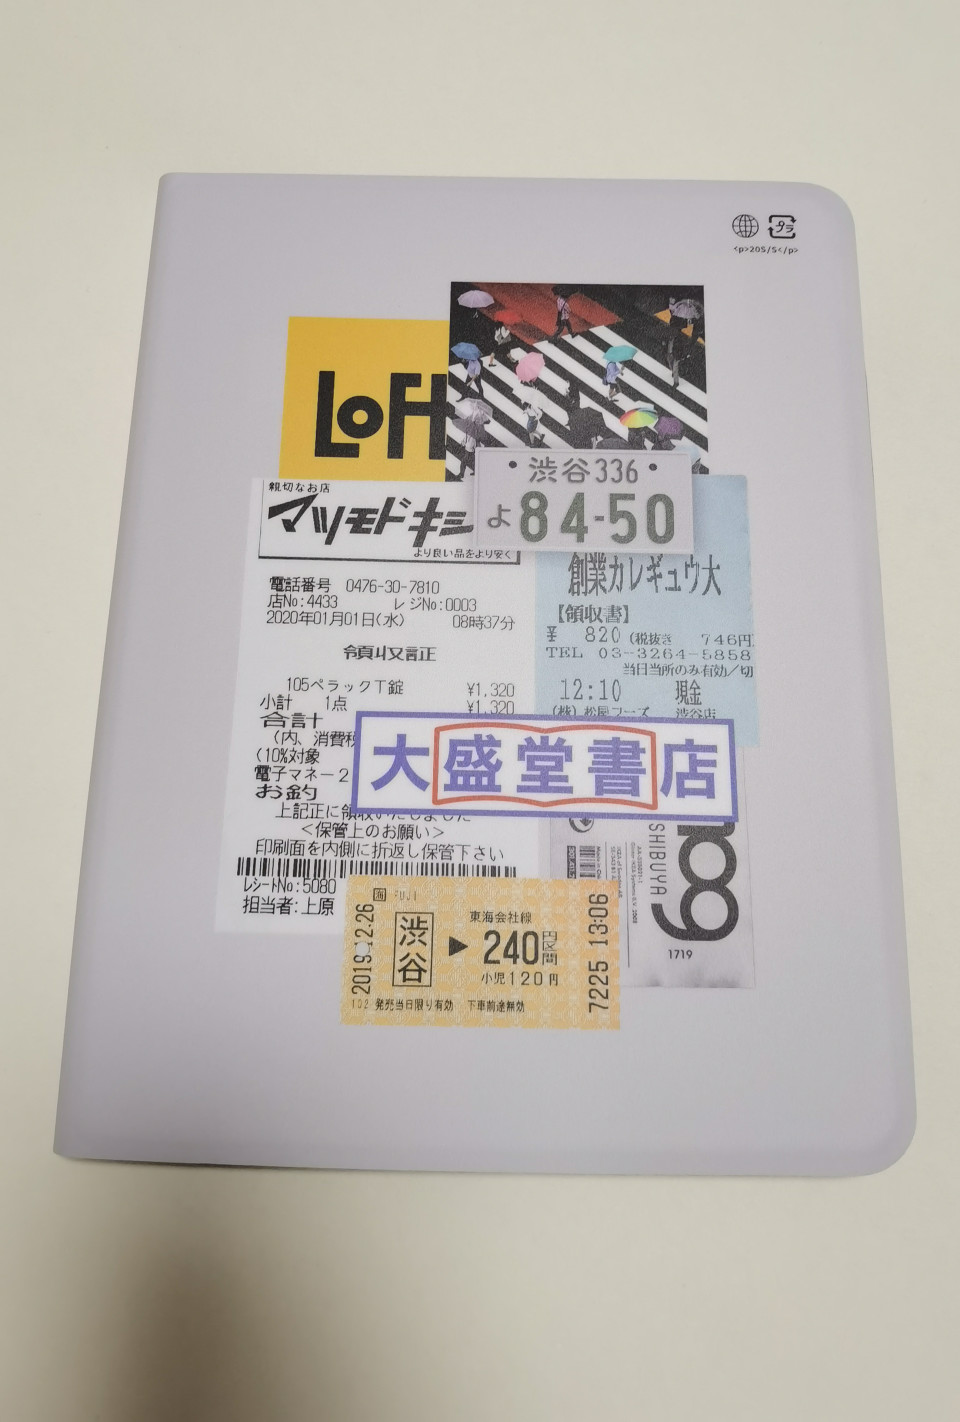 <p>205/5</p>
プラ
LOFT
渋谷336
よ 84-50
親切なお店
マツモドキシ
より良い品をより安く
電話番号 0476-30-7810
店No:4433 レジNo:0003
2020年01月01日(水) 08時37分
領収証
105ペラックT錠 ¥1,320
小計 1点 ¥1,320
合計
(内、消費税
(10%対象
電子マネー2
お釣
上記正に領収いたしました
<保管上のお願い>
印刷面を内側に折返し保管下さい
レシートNo:5080
担当者:上原
創業カレギュウ大
【領収書】
¥ 820(税抜き 746円
TEL 03-3264-5858
当日当所のみ有効/切
12:10 現金
(株)松屋フーズ 渋谷店
大盛堂書店
109
SHIBUYA
1719
海 FUJI
2019.12.26
渋谷▶240円区間
東海会社線
小児120円
7225 13:06
102 発売当日限り有効 下車前途無効